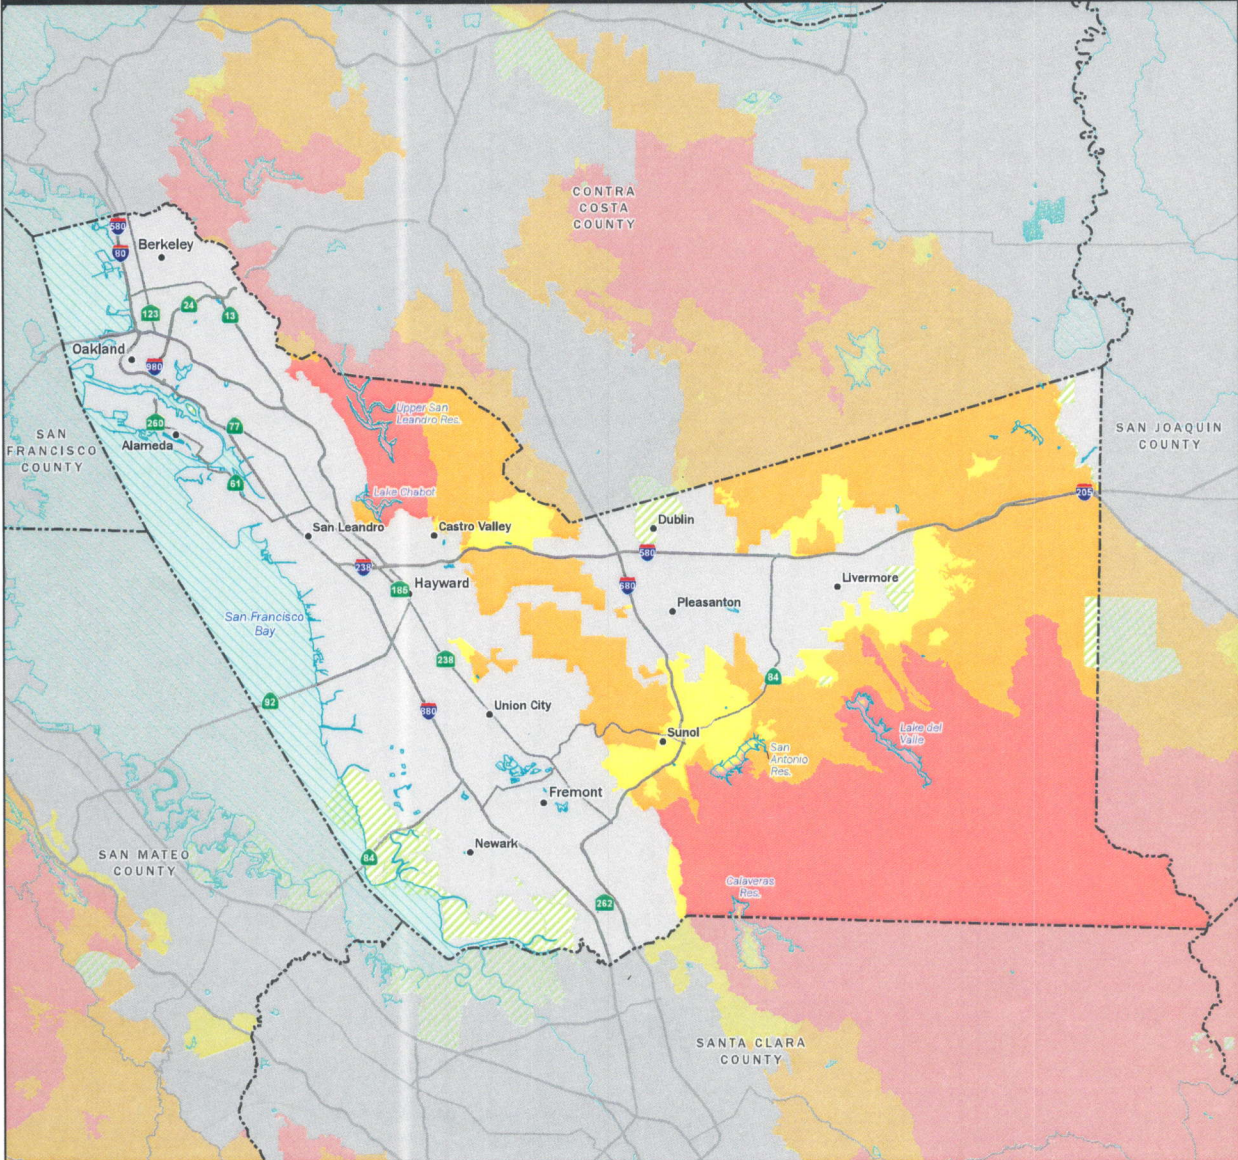 CONTRA
COSTA
COUNTY
580
80
Berkeley
123
24
13
Oakland
980
260
Alameda
77
61
Upper San
Leandro Res.
Lake Chabot
SAN
FRANCISCO
COUNTY
SAN JOAQUIN
COUNTY
205
San Leandro
Castro Valley
Dublin
580
238
185
Hayward
680
Livermore
Pleasanton
San Francisco
Bay
238
84
92
880
Union City
Sunol
Lake del
Valle
San
Antonio
Res.
Fremont
Newark
84
SAN MATEO
COUNTY
262
Calaveras
Res.
SANTA CLARA
COUNTY